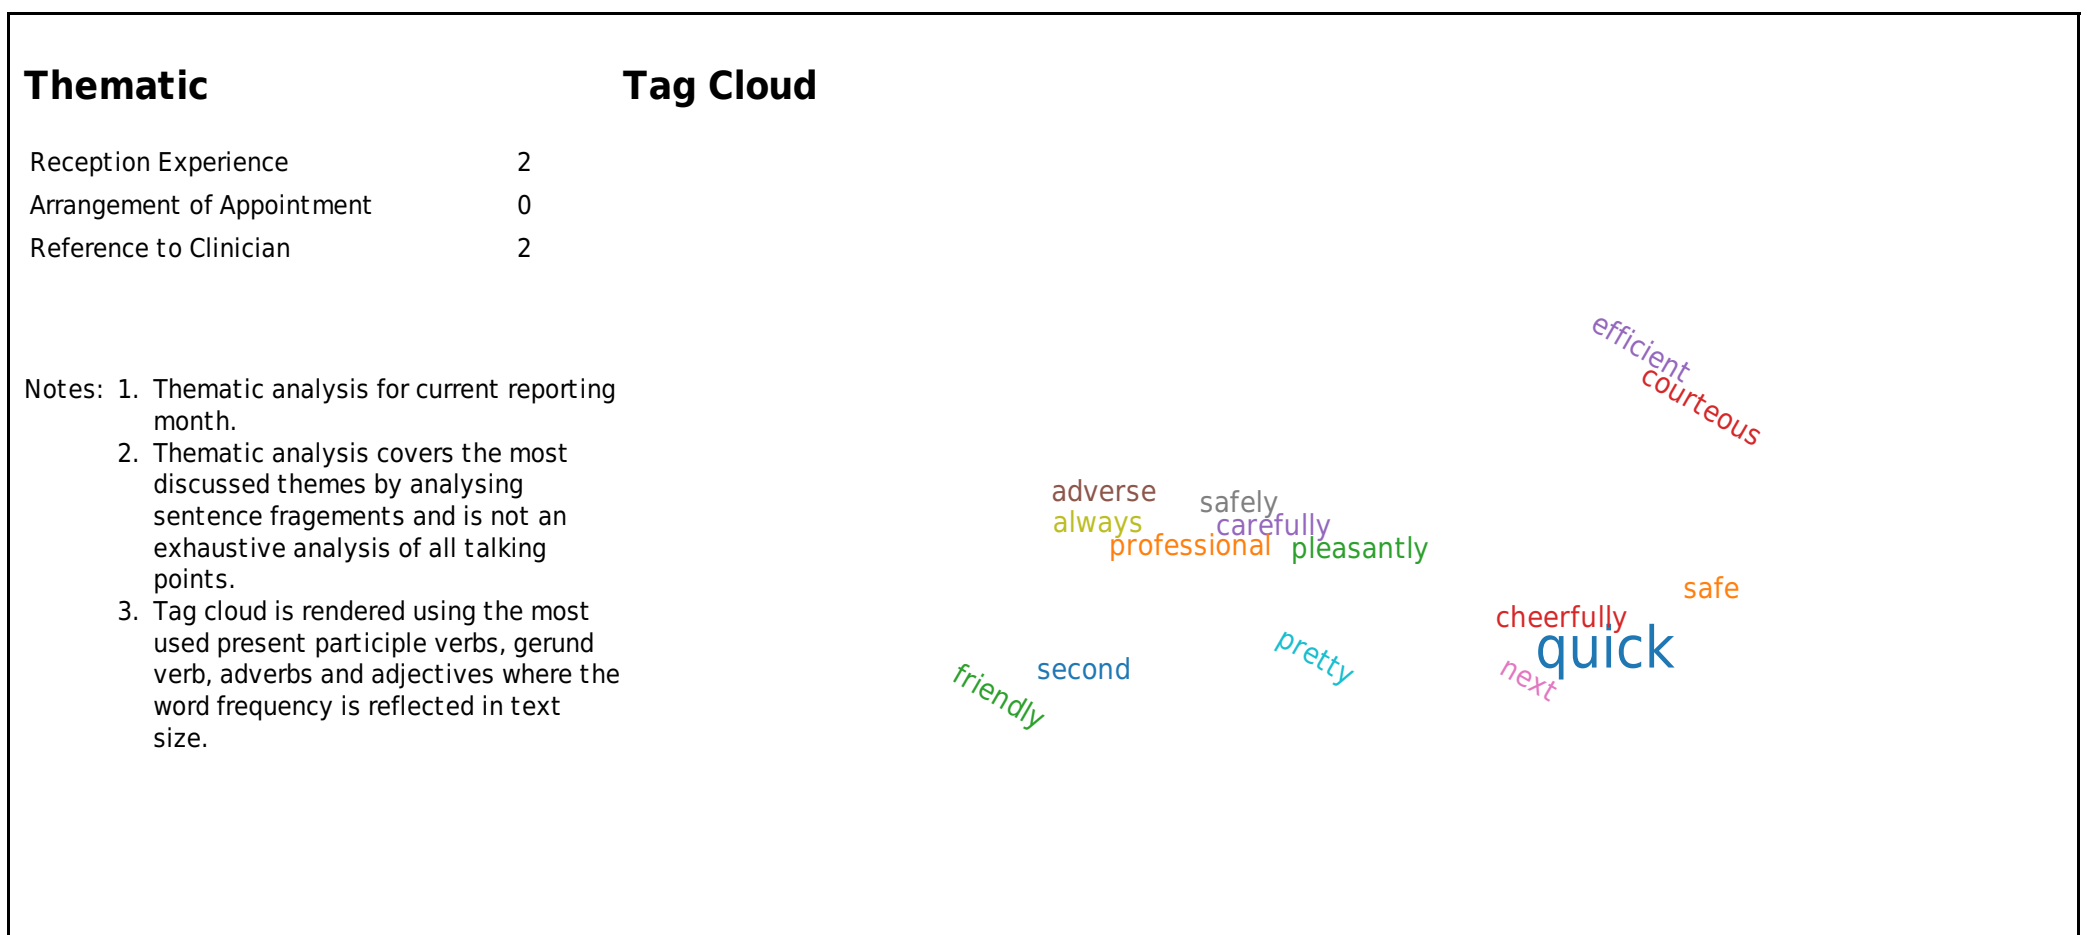 Thematic
Reception Experience 2
Arrangement of Appointment 0
Reference to Clinician 2
Notes: 1. Thematic analysis for current reporting
month.
2. Thematic analysis covers the most
discussed themes by analysing
sentence fragements and is not an
exhaustive analysis of all talking
points.
3. Tag cloud is rendered using the most
used present participle verbs, gerund
verb, adverbs and adjectives where the
word frequency is reflected in text
size.
Tag Cloud
efficient
courteous
adverse
safely
always
carefully
professional
pleasantly
safe
cheerfully
quick
pretty
second
next
friendly